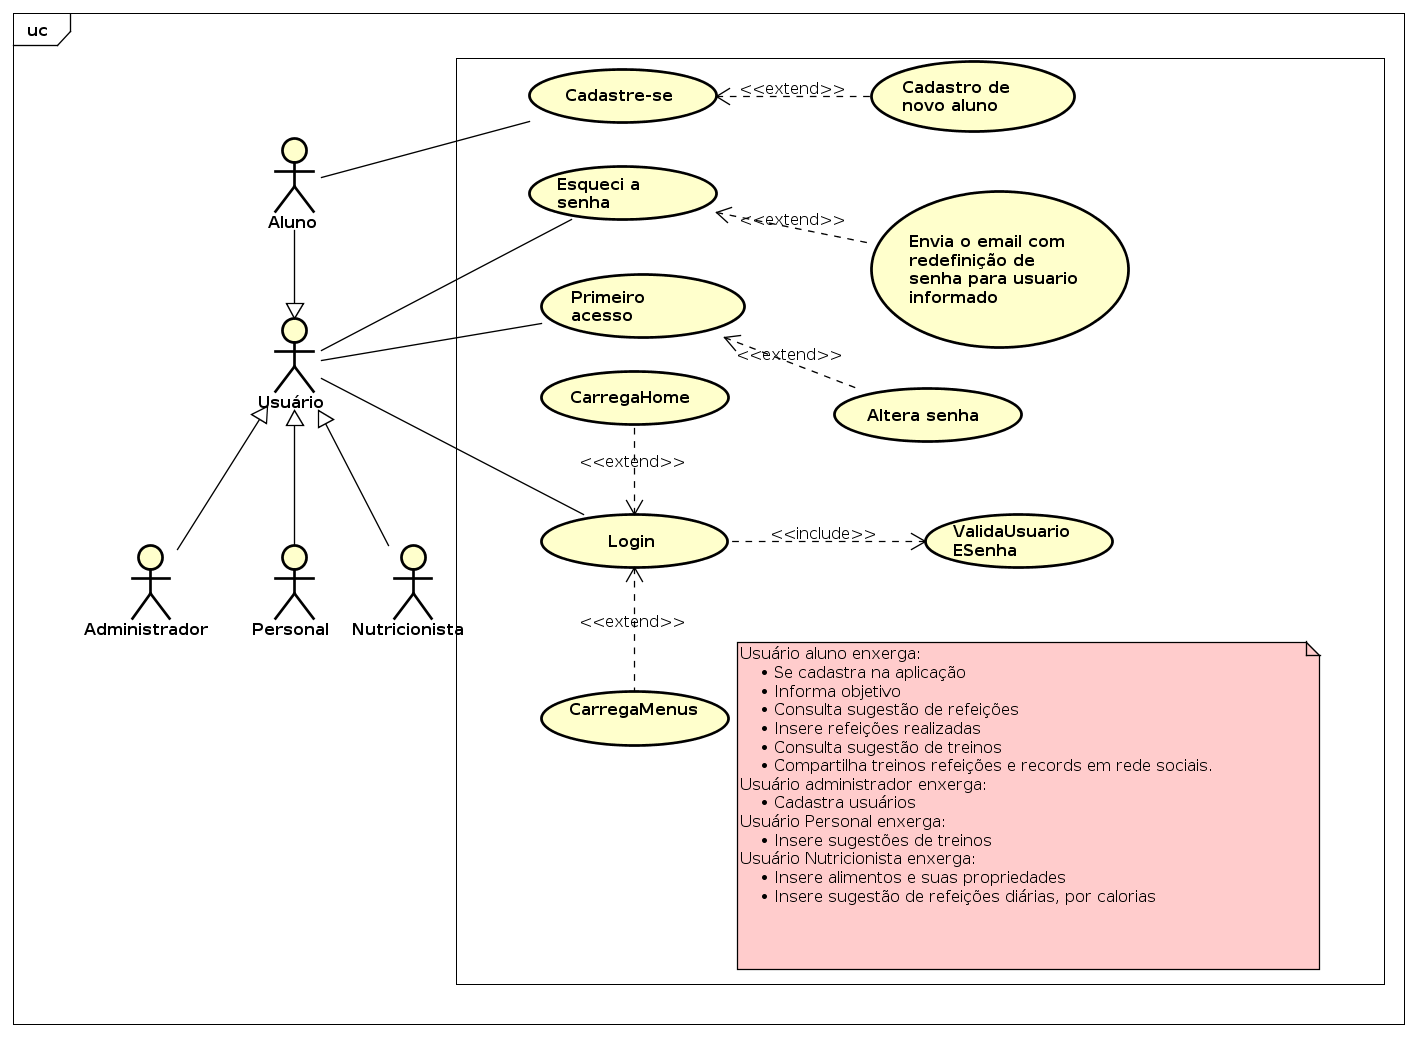 uc
Cadastre-se
<<extend>>
Cadastro de
novo aluno
Aluno
Esqueci a
senha
<<extend>>
Envia o email com
redefinição de
senha para usuario
informado
Primeiro
acesso
<<extend>>
Altera senha
Usuário
CarregaHome
<<extend>>
Login
<<include>>
ValidaUsuario
ESenha
Administrador
Personal
Nutricionista
<<extend>>
CarregaMenus
Usuário aluno enxerga:
• Se cadastra na aplicação
• Informa objetivo
• Consulta sugestão de refeições
• Insere refeições realizadas
• Consulta sugestão de treinos
• Compartilha treinos refeições e records em rede sociais.
Usuário administrador enxerga:
• Cadastra usuários
Usuário Personal enxerga:
• Insere sugestões de treinos
Usuário Nutricionista enxerga:
• Insere alimentos e suas propriedades
• Insere sugestão de refeições diárias, por calorias